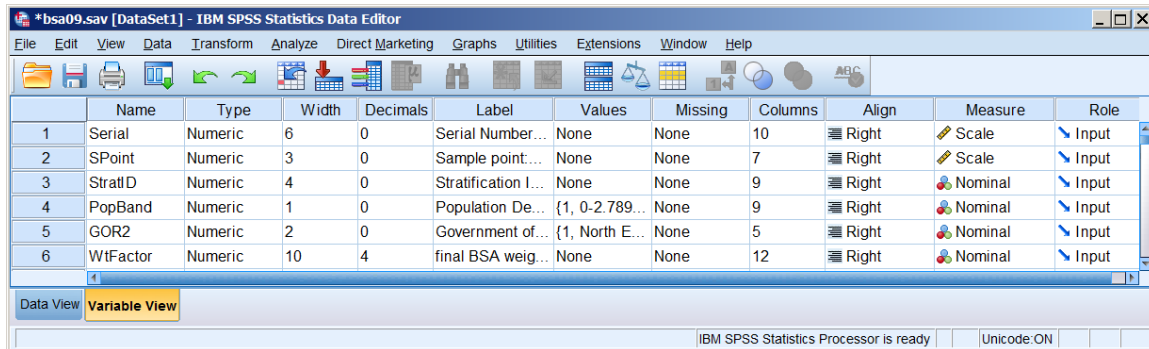 *bsa09.sav [DataSet1] - IBM SPSS Statistics Data Editor
File Edit View Data Transform Analyze Direct Marketing Graphs Utilities Extensions Window Help
Name Type Width Decimals Label Values Missing Columns Align Measure Role
1 Serial Numeric 6 0 Serial Number... None None 10 Right Scale Input
2 SPoint Numeric 3 0 Sample point:... None None 7 Right Scale Input
3 StratID Numeric 4 0 Stratification I... None None 9 Right Nominal Input
4 PopBand Numeric 1 0 Population De... {1, 0-2.789... None 9 Right Nominal Input
5 GOR2 Numeric 2 0 Government of... {1, North E... None 5 Right Nominal Input
6 WtFactor Numeric 10 4 final BSA weig... None None 12 Right Nominal Input
Data View Variable View
IBM SPSS Statistics Processor is ready Unicode:ON